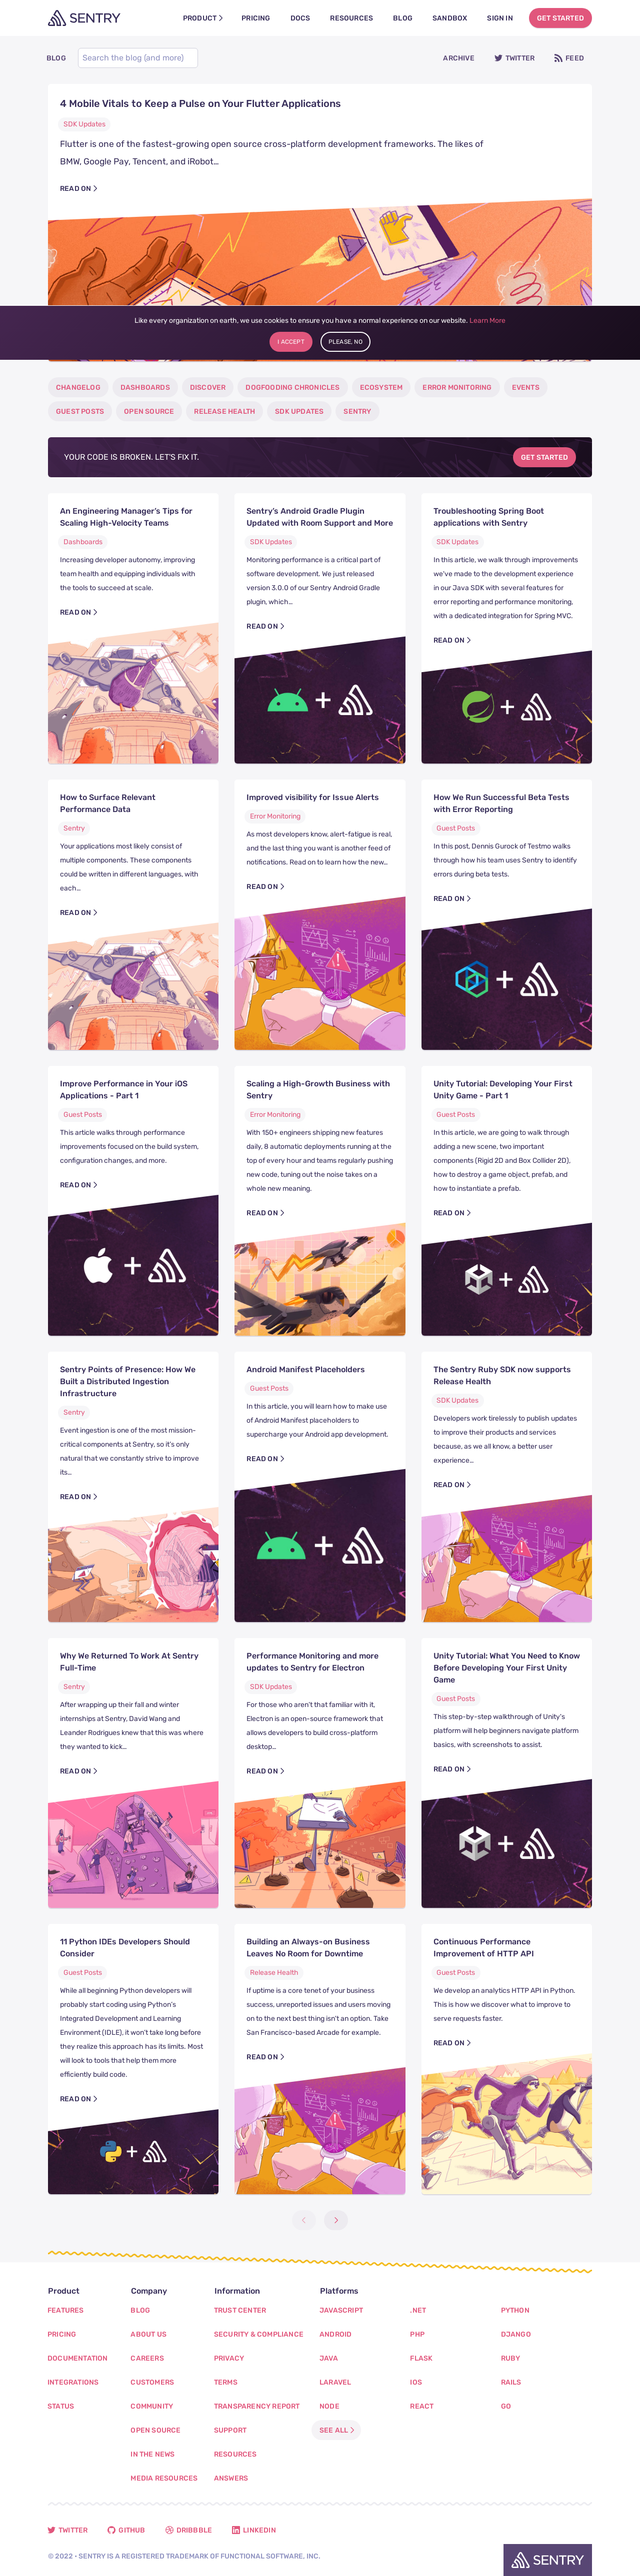 SENTRY
PRODUCT
PRICING
DOCS
RESOURCES
BLOG
SANDBOX
SIGN IN
GET STARTED
BLOG
Search the blog (and more)
ARCHIVE
TWITTER
FEED
4 Mobile Vitals to Keep a Pulse on Your Flutter Applications
SDK Updates
Flutter is one of the fastest-growing open source cross-platform development frameworks. The likes of
BMW, Google Pay, Tencent, and iRobot...
READ ON
Like every organization on earth, we use cookies to ensure you have a normal experience on our website. Learn More
I ACCEPT
PLEASE, NO
CHANGELOG
DASHBOARDS
DISCOVER
DOGFOODING CHRONICLES
ECOSYSTEM
ERROR MONITORING
EVENTS
GUEST POSTS
OPEN SOURCE
RELEASE HEALTH
SDK UPDATES
SENTRY
YOUR CODE IS BROKEN. LET'S FIX IT.
GET STARTED
An Engineering Manager's Tips for
Scaling High-Velocity Teams
Dashboards
Increasing developer autonomy, improving
team health and equipping individuals with
the tools to succeed at scale.
READ ON
Sentry's Android Gradle Plugin
Updated with Room Support and More
SDK Updates
Monitoring performance is a critical part of
software development. We just released
version 3.0.0 of our Sentry Android Gradle
plugin, which...
READ ON
Troubleshooting Spring Boot
applications with Sentry
SDK Updates
In this article, we walk through improvements
we've made to the development experience
in our Java SDK with several features for
error reporting and performance monitoring,
with a dedicated integration for Spring MVC.
READ ON
How to Surface Relevant
Performance Data
Sentry
Your applications most likely consist of
multiple components. These components
could be written in different languages, with
each...
READ ON
Improved visibility for Issue Alerts
Error Monitoring
As most developers know, alert-fatigue is real,
and the last thing you want is another feed of
notifications. Read on to learn how the new...
READ ON
How We Run Successful Beta Tests
with Error Reporting
Guest Posts
In this post, Dennis Gurock of Testmo walks
through how his team uses Sentry to identify
errors during beta tests.
READ ON
Improve Performance in Your iOS
Applications - Part 1
Guest Posts
This article walks through performance
improvements focused on the build system,
configuration changes, and more.
READ ON
Scaling a High-Growth Business with
Sentry
Error Monitoring
With 150+ engineers shipping new features
daily, 8 automatic deployments running at the
top of every hour and teams regularly pushing
new code, tuning out the noise takes on a
whole new meaning.
READ ON
Unity Tutorial: Developing Your First
Unity Game - Part 1
Guest Posts
In this article, we are going to walk through
adding a new scene, two important
components (Rigid 2D and Box Collider 2D),
how to destroy a game object, prefab, and
how to instantiate a prefab.
READ ON
Sentry Points of Presence: How We
Built a Distributed Ingestion
Infrastructure
Sentry
Event ingestion is one of the most mission-
critical components at Sentry, so it's only
natural that we constantly strive to improve
its...
READ ON
Android Manifest Placeholders
Guest Posts
In this article, you will learn how to make use
of Android Manifest placeholders to
supercharge your Android app development.
READ ON
The Sentry Ruby SDK now supports
Release Health
SDK Updates
Developers work tirelessly to publish updates
to improve their products and services
because, as we all know, a better user
experience...
READ ON
Why We Returned To Work At Sentry
Full-Time
Sentry
After wrapping up their fall and winter
internships at Sentry, David Wang and
Leander Rodrigues knew that this was where
they wanted to kick...
READ ON
Performance Monitoring and more
updates to Sentry for Electron
SDK Updates
For those who aren't that familiar with it,
Electron is an open-source framework that
allows developers to build cross-platform
desktop...
READ ON
Unity Tutorial: What You Need to Know
Before Developing Your First Unity
Game
Guest Posts
This step-by-step walkthrough of Unity's
platform will help beginners navigate platform
basics, with screenshots to assist.
READ ON
11 Python IDEs Developers Should
Consider
Guest Posts
While all beginning Python developers will
probably start coding using Python's
Integrated Development and Learning
Environment (IDLE), it won't take long before
they realize this approach has its limits. Most
will look to tools that help them more
efficiently build code.
READ ON
Building an Always-on Business
Leaves No Room for Downtime
Release Health
If uptime is a core tenet of your business
success, unreported issues and users moving
on to the next best thing isn't an option. Take
San Francisco-based Arcade for example.
READ ON
Continuous Performance
Improvement of HTTP API
Guest Posts
We develop an analytics HTTP API in Python.
This is how we discover what to improve to
serve requests faster.
READ ON
Product
FEATURES
PRICING
DOCUMENTATION
INTEGRATIONS
STATUS
Company
BLOG
ABOUT US
CAREERS
CUSTOMERS
COMMUNITY
OPEN SOURCE
IN THE NEWS
MEDIA RESOURCES
Information
TRUST CENTER
SECURITY & COMPLIANCE
PRIVACY
TERMS
TRANSPARENCY REPORT
SUPPORT
RESOURCES
ANSWERS
Platforms
JAVASCRIPT
ANDROID
JAVA
LARAVEL
NODE
SEE ALL
.NET
PHP
FLASK
IOS
REACT
PYTHON
DJANGO
RUBY
RAILS
GO
TWITTER
GITHUB
DRIBBBLE
LINKEDIN
© 2022 • SENTRY IS A REGISTERED TRADEMARK OF FUNCTIONAL SOFTWARE, INC.
SENTRY